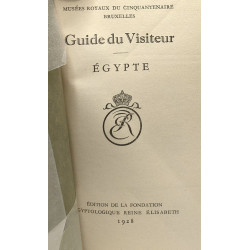 MUSÉES ROYAUX DU CINQUANTENAIRE
BRUXELLES
Guide du Visiteur
ÉGYPTE
ÉDITION DE LA FONDATION
ÉGYPTOLOGIQUE REINE ÉLISABETH
1928